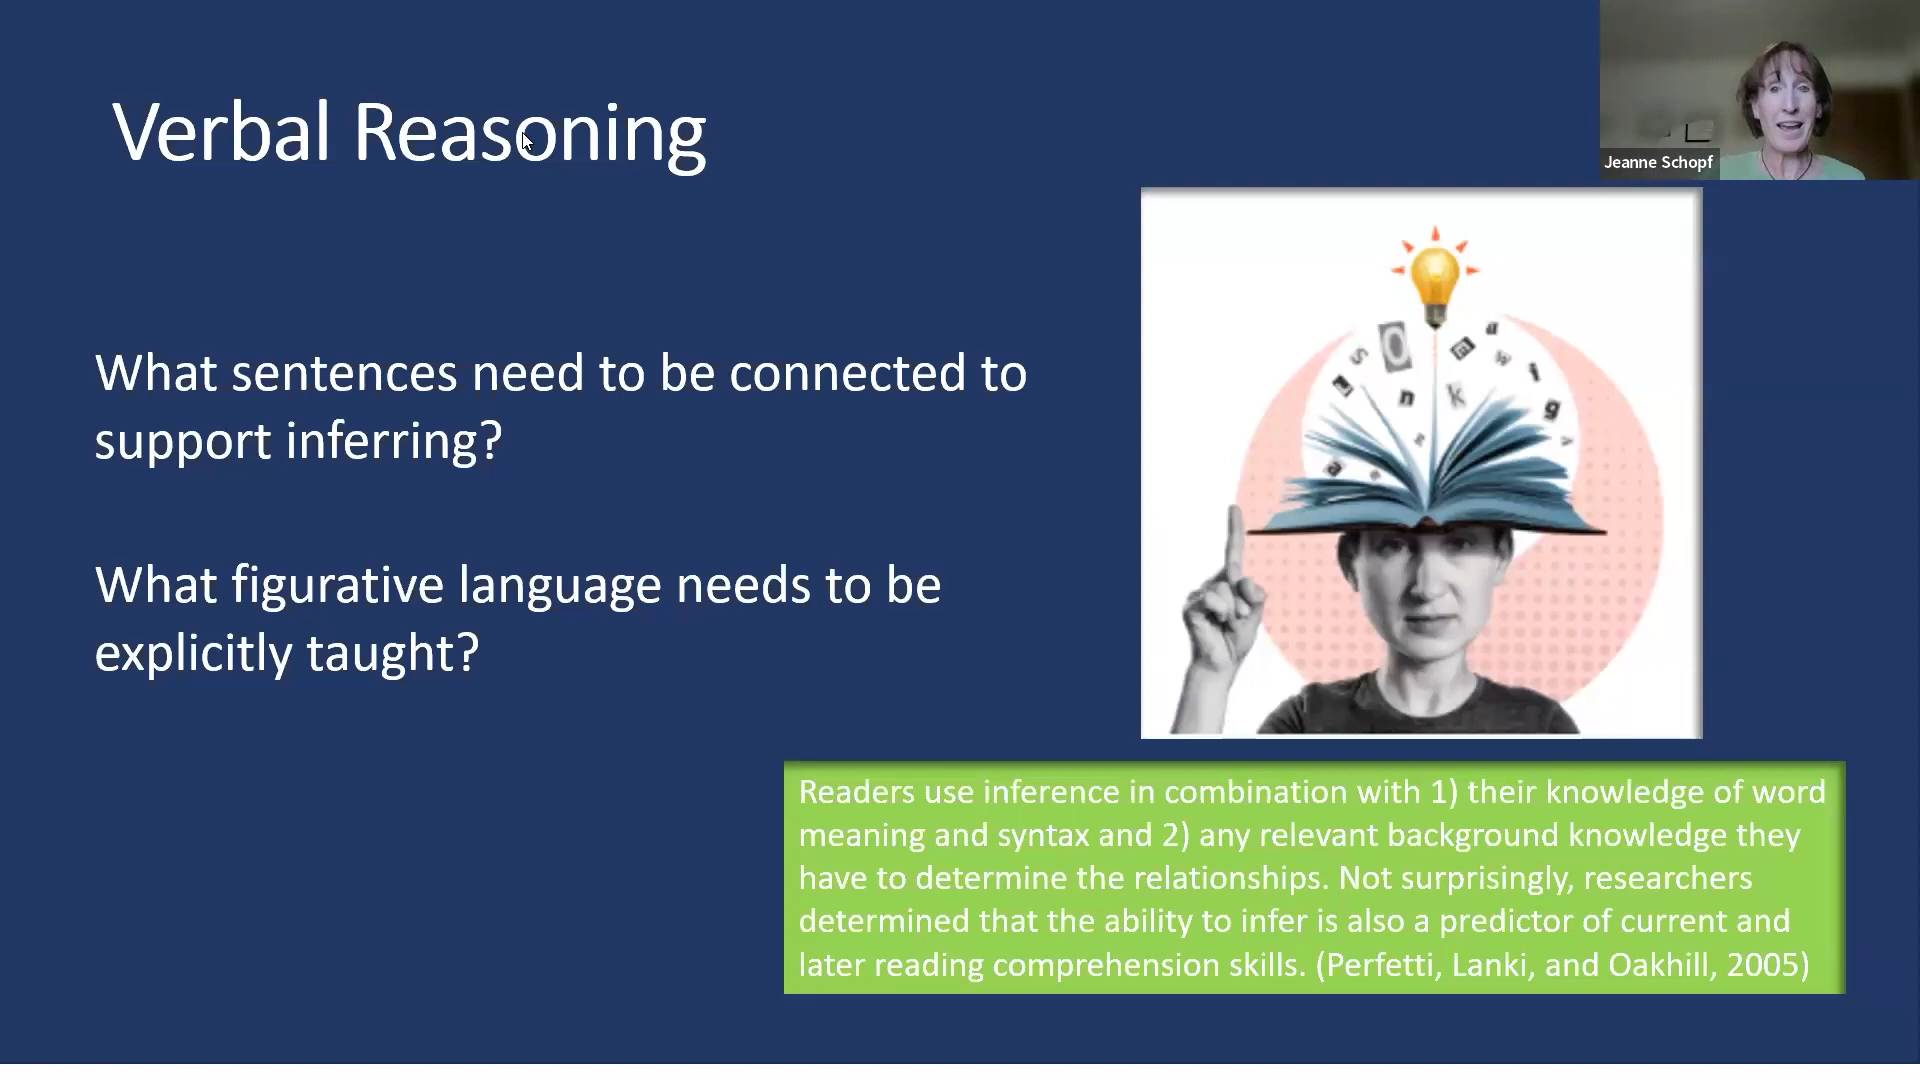 Verbal Reasoning
Jeanne Schopf
What sentences need to be connected to
support inferring?
What figurative language needs to be
explicitly taught?
Readers use inference in combination with 1) their knowledge of word
meaning and syntax and 2) any relevant background knowledge they
have to determine the relationships. Not surprisingly, researchers
determined that the ability to infer is also a predictor of current and
later reading comprehension skills. (Perfetti, Lanki, and Oakhill, 2005)